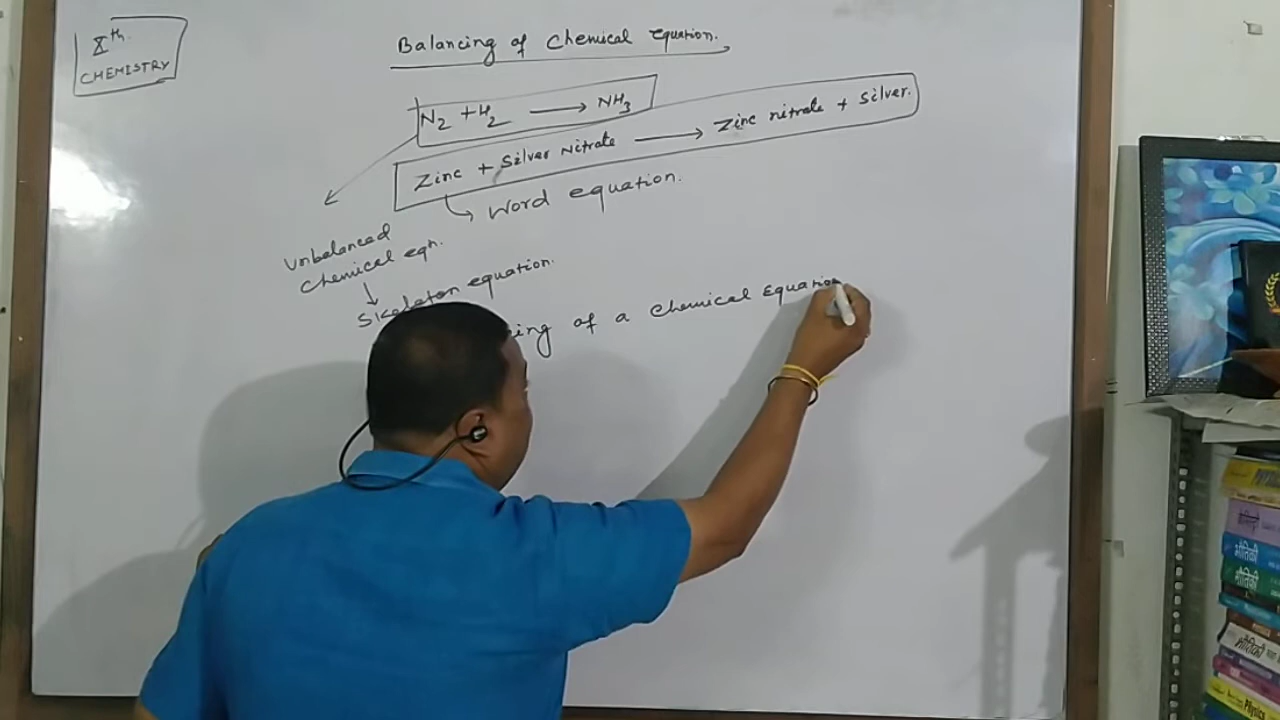 Xth
CHEMISTRY
Balancing of Chemical Equation.
N2 + H2 ⟶ NH3
Zinc + Silver Nitrate ⟶ Zinc nitrate + Silver.
Word equation.
Unbalanced
Chemical eqn.
Skeleton equation.
ing of a Chemical Equation
भौतिकी
भौतिकी
भौतिकी
Physics